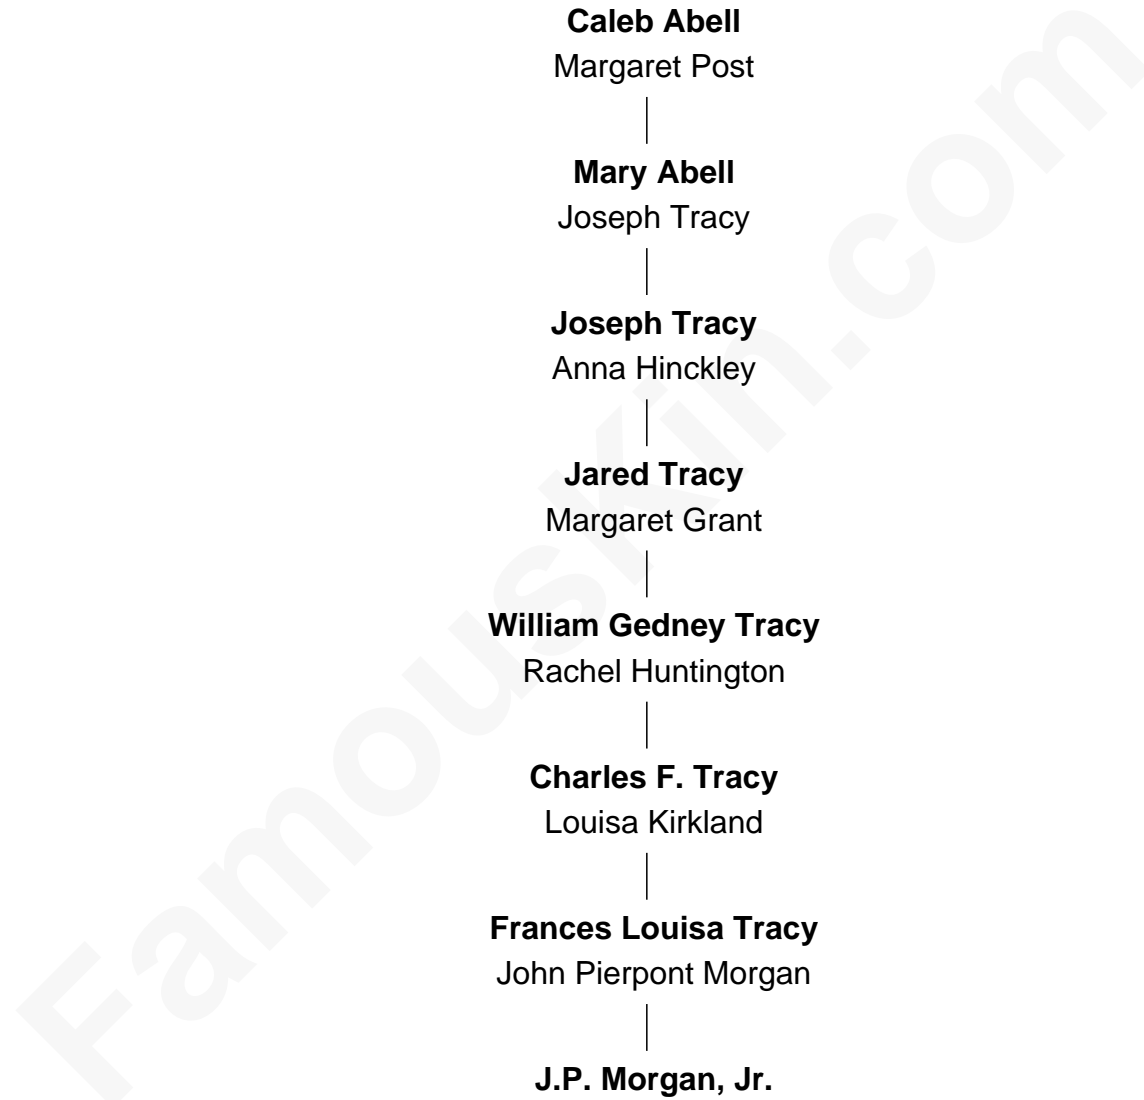 Caleb Abell
Margaret Post
Mary Abell
Joseph Tracy
Joseph Tracy
Anna Hinckley
Jared Tracy
Margaret Grant
William Gedney Tracy
Rachel Huntington
Charles F. Tracy
Louisa Kirkland
Frances Louisa Tracy
John Pierpont Morgan
J.P. Morgan, Jr.
FamousKin.com